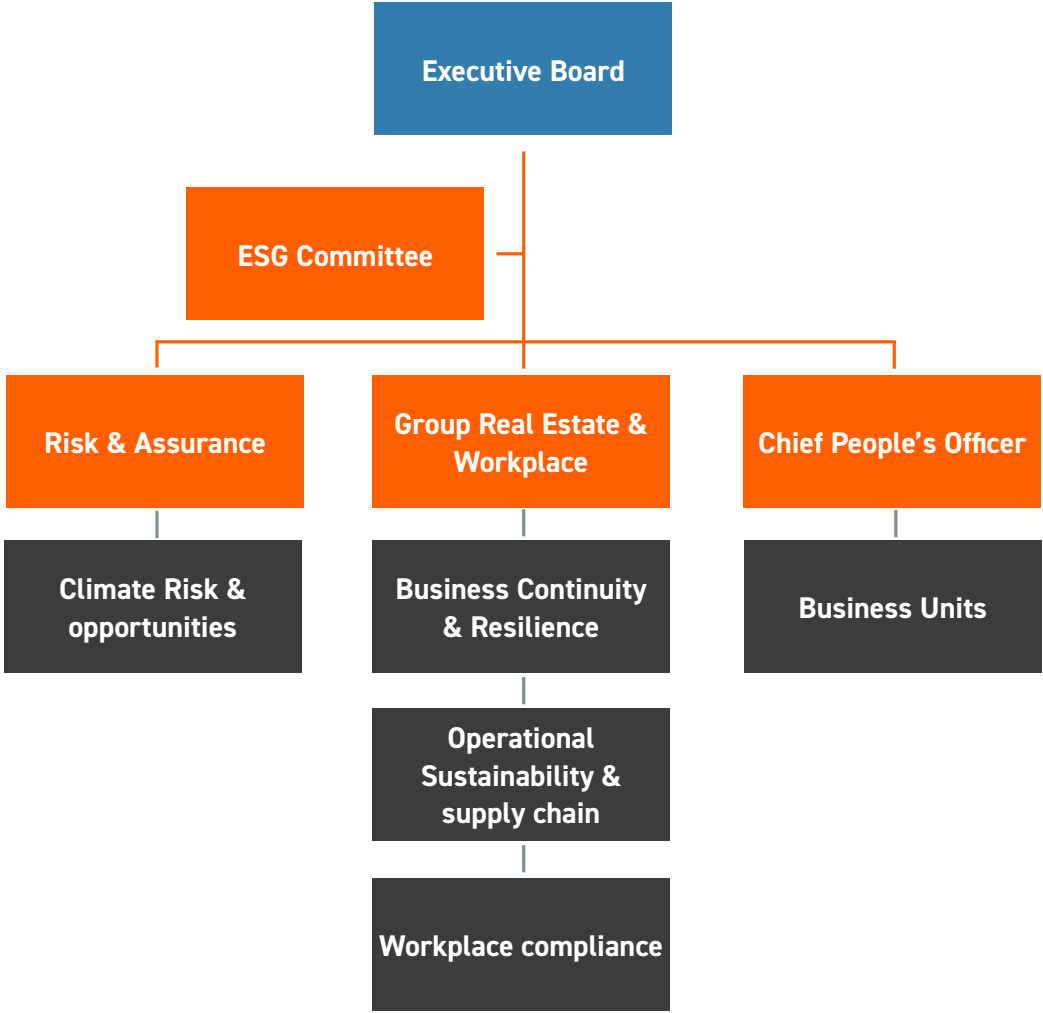 Executive Board
ESG Committee
Risk & Assurance
Group Real Estate &
Workplace
Chief People’s Officer
Climate Risk &
opportunities
Business Continuity
& Resilience
Business Units
Operational
Sustainability &
supply chain
Workplace compliance